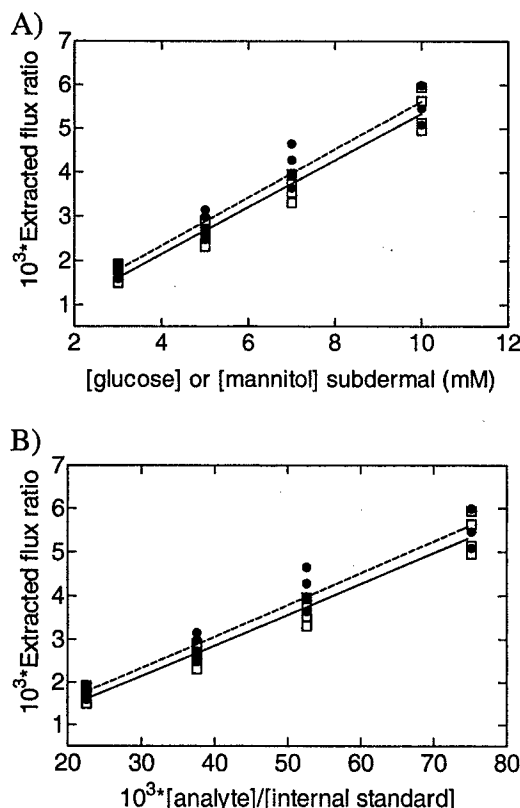 A)
7
6
5
4
3
2
1
10³*Extracted flux ratio
2 4 6 8 10 12
[glucose] or [mannitol] subdermal (mM)
B)
7
6
5
4
3
2
1
10³*Extracted flux ratio
20 30 40 50 60 70 80
10³*[analyte]/[internal standard]